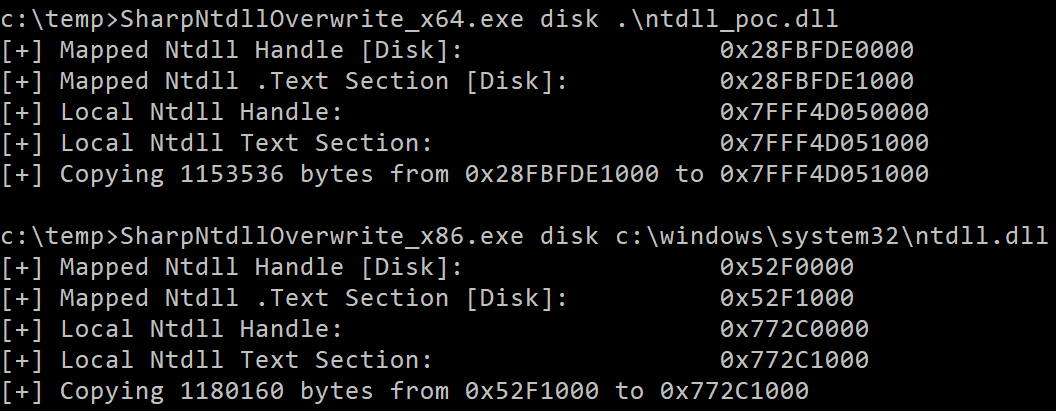 c:\temp>SharpNtdllOverwrite_x64.exe disk .\ntdll_poc.dll
[+] Mapped Ntdll Handle [Disk]: 0x28FBFDE0000
[+] Mapped Ntdll .Text Section [Disk]: 0x28FBFDE1000
[+] Local Ntdll Handle: 0x7FFF4D050000
[+] Local Ntdll Text Section: 0x7FFF4D051000
[+] Copying 1153536 bytes from 0x28FBFDE1000 to 0x7FFF4D051000
c:\temp>SharpNtdllOverwrite_x86.exe disk c:\windows\system32\ntdll.dll
[+] Mapped Ntdll Handle [Disk]: 0x52F0000
[+] Mapped Ntdll .Text Section [Disk]: 0x52F1000
[+] Local Ntdll Handle: 0x772C0000
[+] Local Ntdll Text Section: 0x772C1000
[+] Copying 1180160 bytes from 0x52F1000 to 0x772C1000